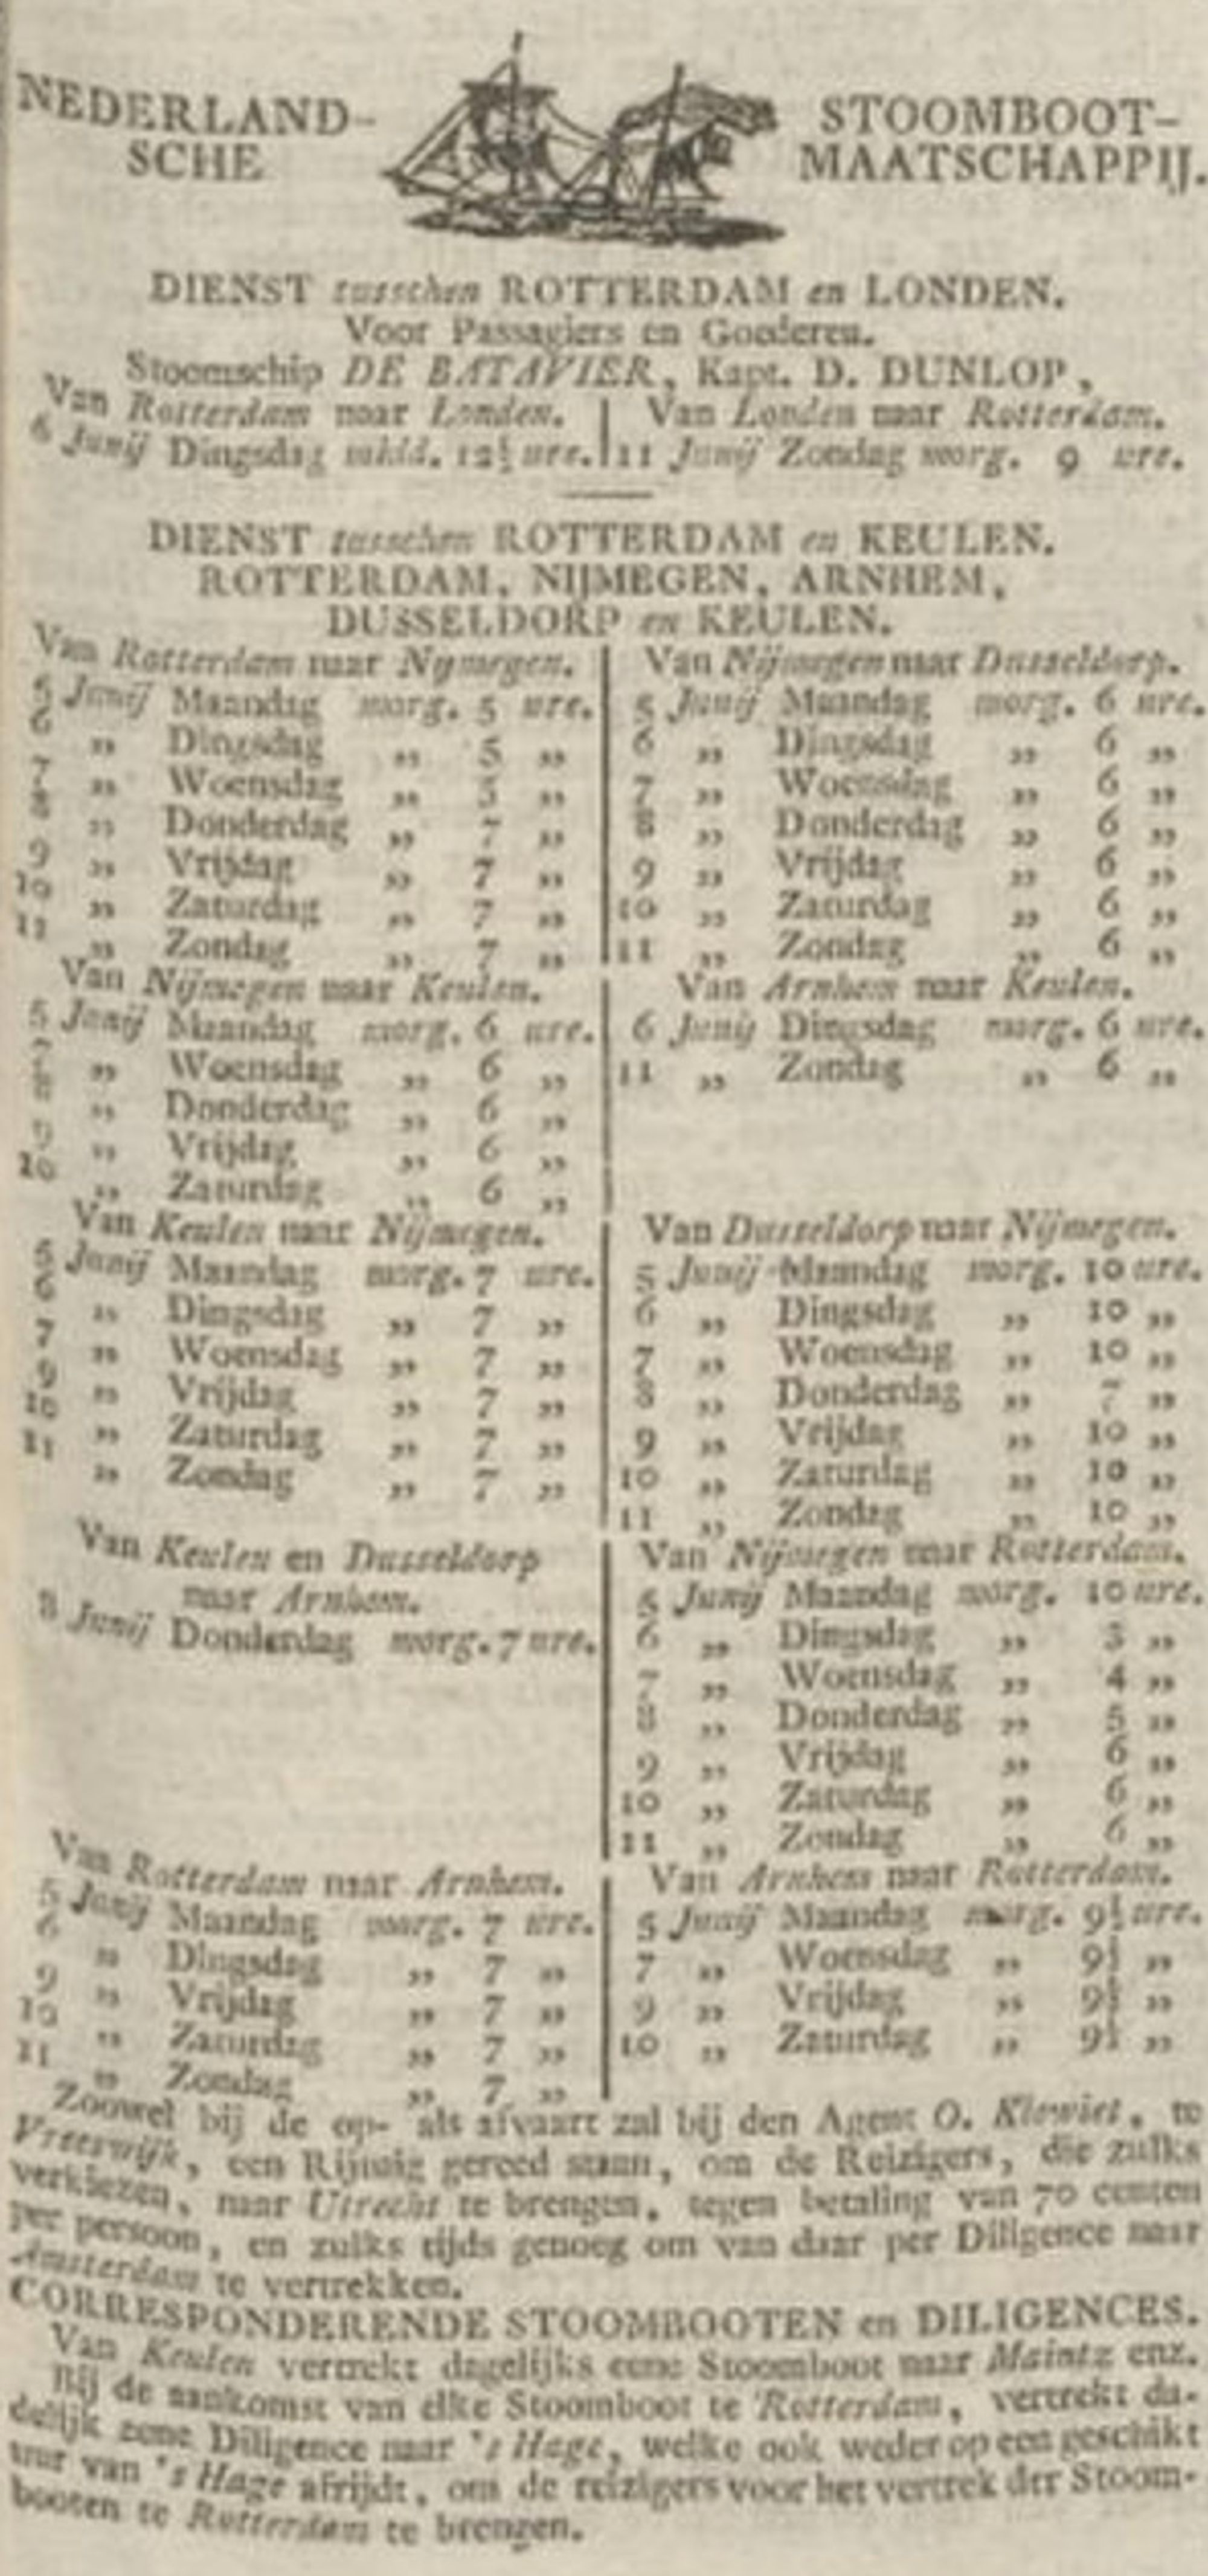 NEDERLAND-
SCHE
STOOMBOOT-
MAATSCHAPPIJ.
DIENST tusschen ROTTERDAM en LONDEN.
Voor Passagiers en Goederen.
Stoomschip DE BATAVIER, Kapt. D. DUNLOP,
Van Rotterdam naar Londen.
6 Junij Dingsdag midd. 12½ ure.
Van Londen naar Rotterdam.
11 Junij Zondag morg. 9 ure.
DIENST tusschen ROTTERDAM en KEULEN.
ROTTERDAM, NIJMEGEN, ARNHEM,
DUSSELDORP en KEULEN.
Van Rotterdam naar Nymegen.
5 Junij Maandag morg. 5 ure.
6 „ Dingsdag „ 5 „
7 „ Woensdag „ 5 „
8 „ Donderdag „ 7 „
9 „ Vrijdag „ 7 „
10 „ Zaturdag „ 7 „
11 „ Zondag „ 7 „
Van Nijmegen naar Dusseldorp.
5 Junij Maandag morg. 6 ure.
6 „ Dingsdag „ 6 „
7 „ Woensdag „ 6 „
8 „ Donderdag „ 6 „
9 „ Vrijdag „ 6 „
10 „ Zaturdag „ 6 „
11 „ Zondag „ 6 „
Van Nijmegen naar Keulen.
5 Junij Maandag morg. 6 ure.
7 „ Woensdag „ 6 „
8 „ Donderdag „ 6 „
9 „ Vrijdag „ 6 „
10 „ Zaturdag „ 6 „
Van Arnhem naar Keulen.
6 Junij Dingsdag morg. 6 ure.
11 „ Zondag „ 6 „
Van Keulen naar Nijmegen.
5 Junij Maandag morg. 7 ure.
6 „ Dingsdag „ 7 „
7 „ Woensdag „ 7 „
9 „ Vrijdag „ 7 „
10 „ Zaturdag „ 7 „
11 „ Zondag „ 7 „
Van Dusseldorp naar Nijmegen.
5 Junij Maandag morg. 10 ure.
6 „ Dingsdag „ 10 „
7 „ Woensdag „ 10 „
8 „ Donderdag „ 7 „
9 „ Vrijdag „ 10 „
10 „ Zaturdag „ 10 „
11 „ Zondag „ 10 „
Van Keulen en Dusseldorp
naar Arnhem.
8 Junij Donderdag morg. 7 ure.
Van Nijmegen naar Rotterdam.
5 Junij Maandag morg. 10 ure.
6 „ Dingsdag „ 3 „
7 „ Woensdag „ 4 „
8 „ Donderdag „ 5 „
9 „ Vrijdag „ 6 „
10 „ Zaturdag „ 6 „
11 „ Zondag „ 6 „
Van Rotterdam naar Arnhem.
5 Junij Maandag morg. 7 ure.
6 „ Dingsdag „ 7 „
9 „ Vrijdag „ 7 „
10 „ Zaturdag „ 7 „
11 „ Zondag „ 7 „
Van Arnhem naar Rotterdam.
5 Junij Maandag morg. 9½ ure.
7 „ Woensdag „ 9½ „
9 „ Vrijdag „ 9½ „
10 „ Zaturdag „ 9½ „
Zoowel bij de op- als afvaart zal bij den Agent O. Klewiet, te
Vreeswijk, een Rijtuig gereed staan, om de Reizigers, die zulks
verkiezen, naar Utrecht te brengen, tegen betaling van 70 centen
per persoon, en zulks tijds genoeg om van daar per Diligence naar
Amsterdam te vertrekken.
CORRESPONDERENDE STOOMBOOTEN en DILIGENCES.
Van Keulen vertrekt dagelijks eene Stoomboot naar Maintz enz.
Bij de aankomst van elke Stoomboot te Rotterdam, vertrekt da-
delijk eene Diligence naar 's Hage, welke ook weder op een geschikt
uur van 's Hage afrijdt, om de reizigers voor het vertrek der Stoom-
booten te Rotterdam te brengen.